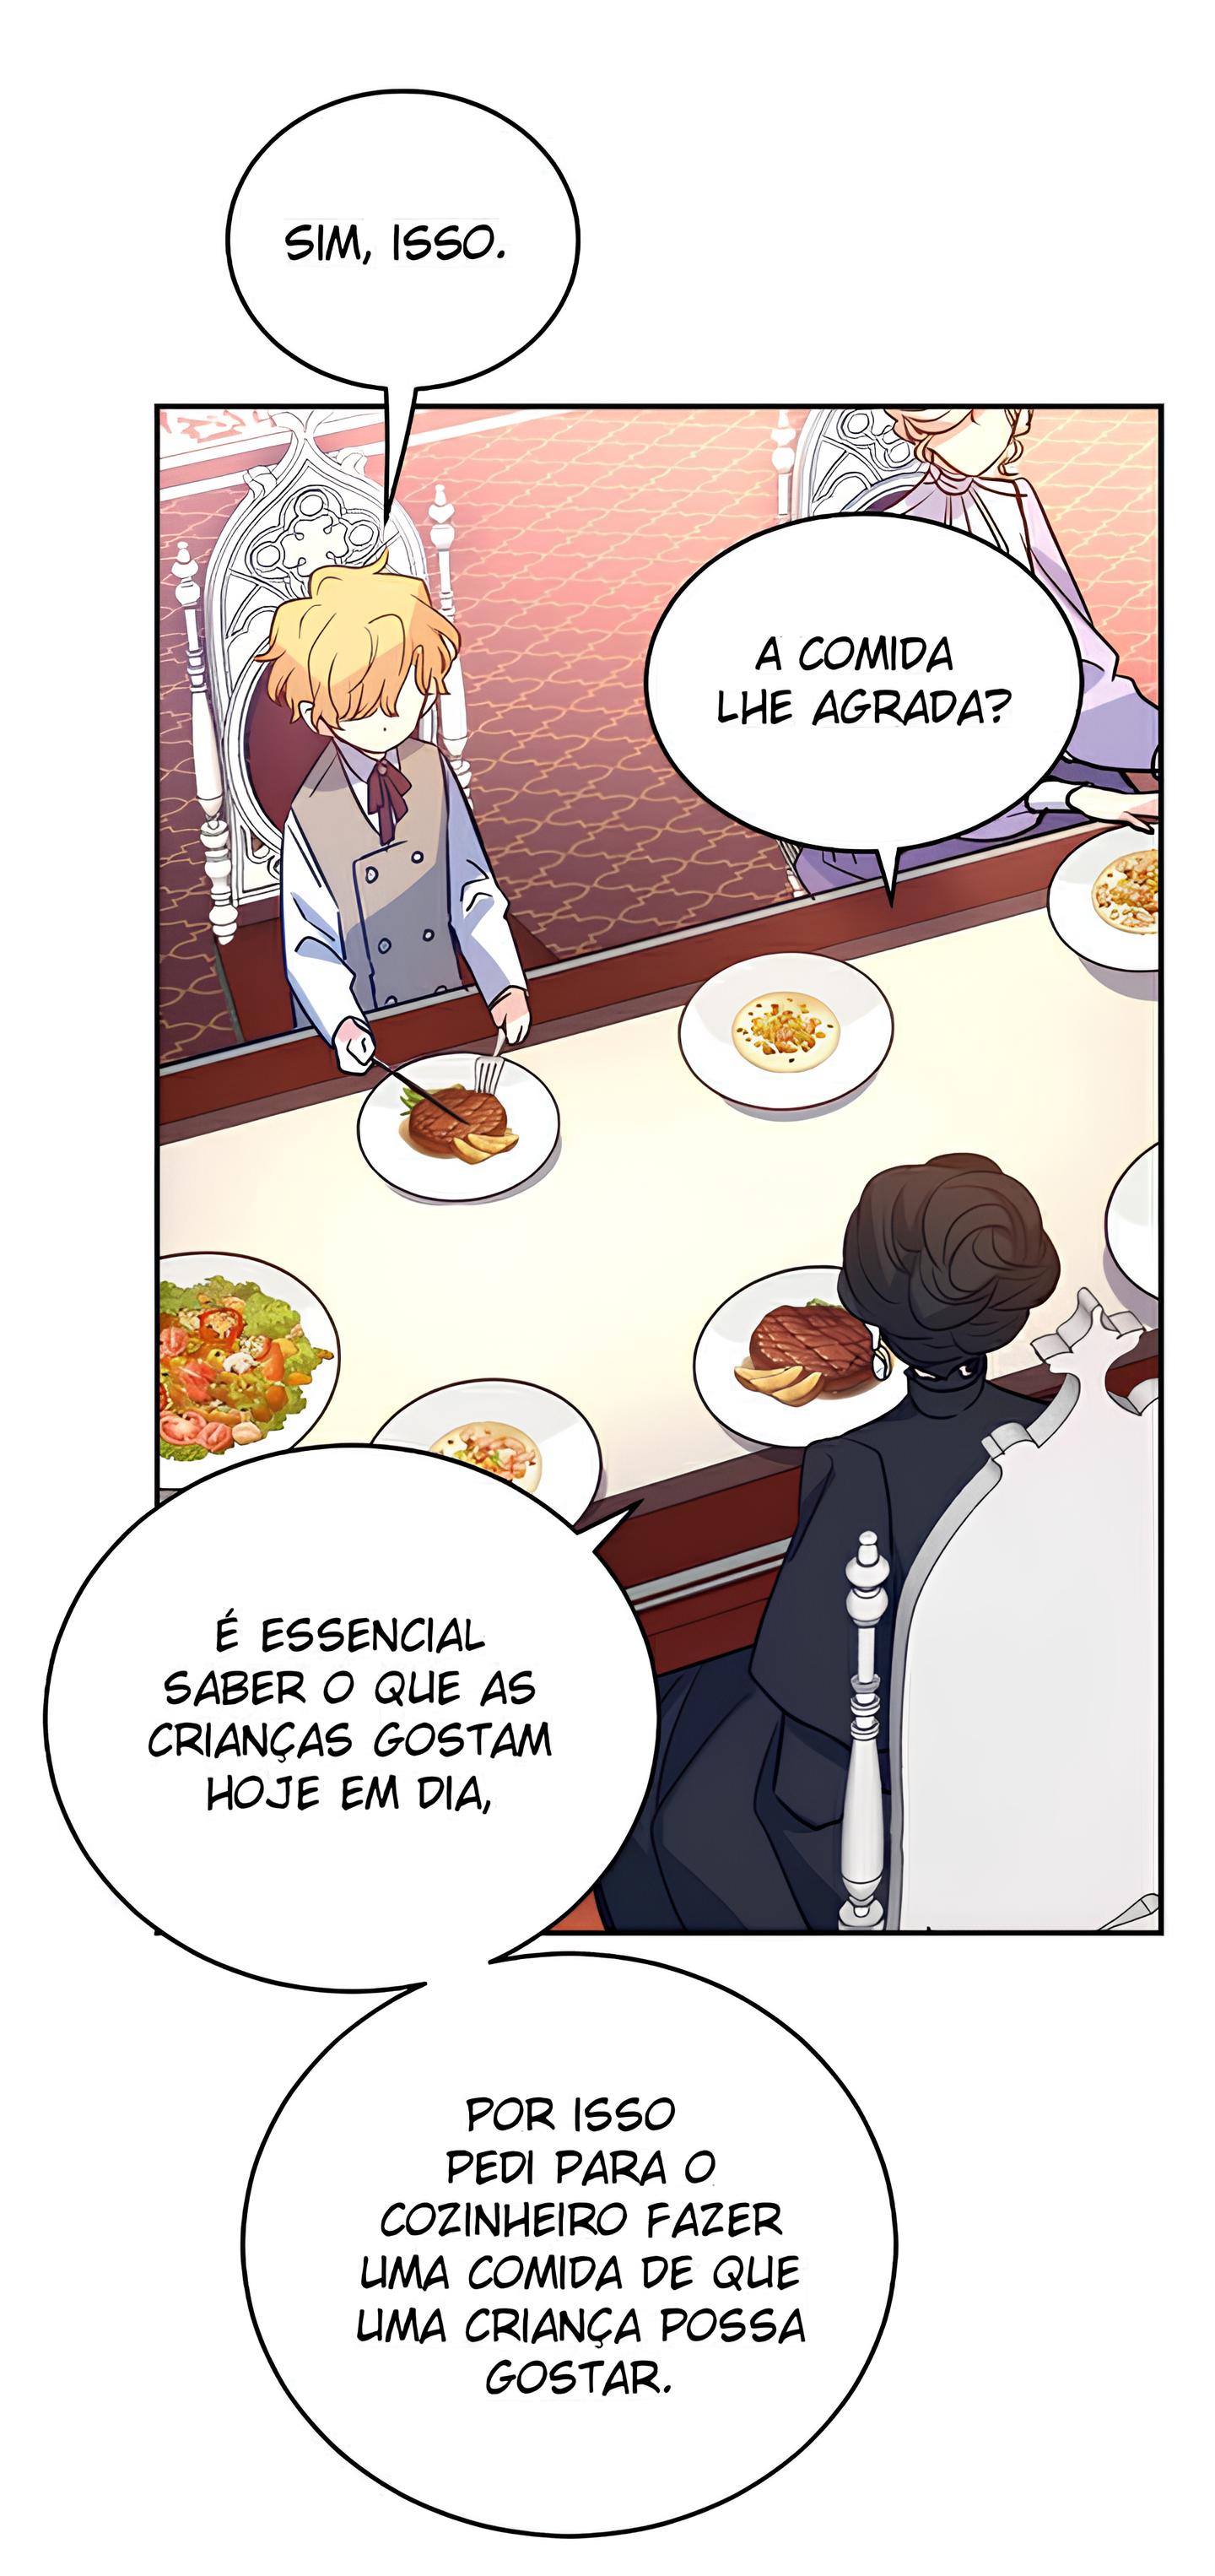 SIM, ISSO.
A COMIDA
LHE AGRADA?
É ESSENCIAL
SABER O QUE AS
CRIANÇAS GOSTAM
HOJE EM DIA,
POR ISSO
PEDI PARA O
COZINHEIRO FAZER
UMA COMIDA DE QUE
UMA CRIANÇA POSSA
GOSTAR.